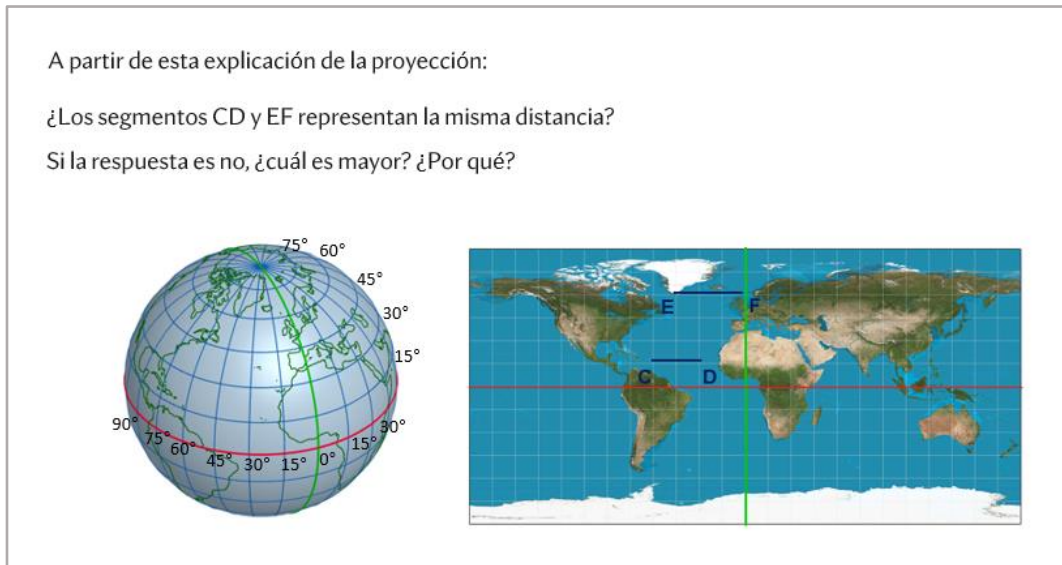 A partir de esta explicación de la proyección:
¿Los segmentos CD y EF representan la misma distancia?
Si la respuesta es no, ¿cuál es mayor? ¿Por qué?
75° 60°
45°
30°
15°
90° 75° 60° 45° 30° 15° 0° 15° 30°
E F
C D